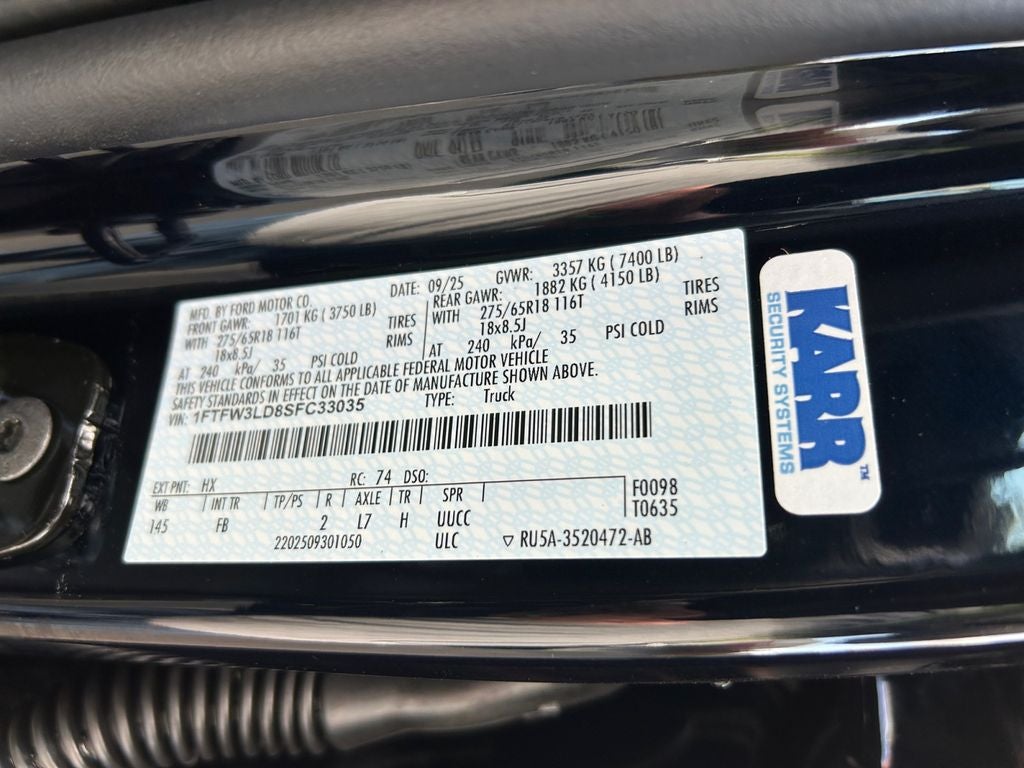 MFD. BY FORD MOTOR CO.
DATE: 09/25 GVWR: 3357 KG ( 7400 LB)
FRONT GAWR: 1701 KG ( 3750 LB)
275/65R18 116T TIRES
18x8.5J RIMS
AT 240 kPa/ 35 PSI COLD
REAR GAWR: 1882 KG ( 4150 LB)
WITH 275/65R18 116T TIRES
18x8.5J RIMS
AT 240 kPa/ 35 PSI COLD
THIS VEHICLE CONFORMS TO ALL APPLICABLE FEDERAL MOTOR VEHICLE
SAFETY STANDARDS IN EFFECT ON THE DATE OF MANUFACTURE SHOWN ABOVE.
VIN: 1FTFW3LD8SFC33035 TYPE: Truck
EXT PNT: HX RC: 74 DSO:
WB INT TR TP/PS R AXLE TR SPR
145 FB 2 L7 H UUCC
2202509301050 ULC
F0098
T0635
▽ RU5A-3520472-AB
KARR™
SECURITY SYSTEMS